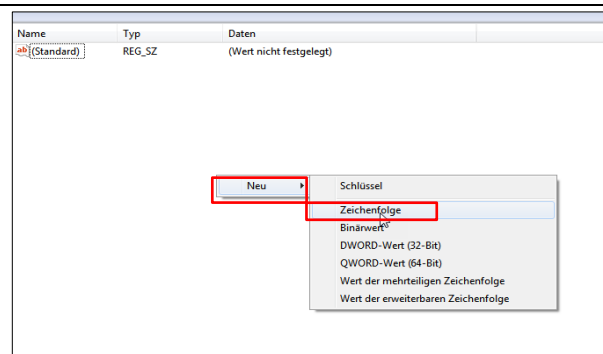 Name Typ Daten
ab (Standard) REG_SZ (Wert nicht festgelegt)
Neu
Schlüssel
Zeichenfolge
Binärwert
DWORD-Wert (32-Bit)
QWORD-Wert (64-Bit)
Wert der mehrteiligen Zeichenfolge
Wert der erweiterbaren Zeichenfolge